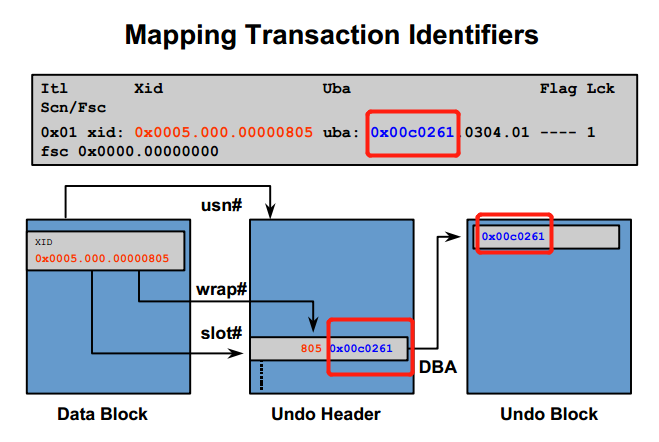 Mapping Transaction Identifiers
Itl Xid Uba Flag Lck
Scn/Fsc
0x01 xid: 0x0005.000.00000805 uba: 0x00c0261.0304.01 ---- 1
fsc 0x0000.00000000
usn#
XID
0x0005.000.00000805
0x00c0261
wrap#
slot#
805 0x00c0261
DBA
Data Block
Undo Header
Undo Block